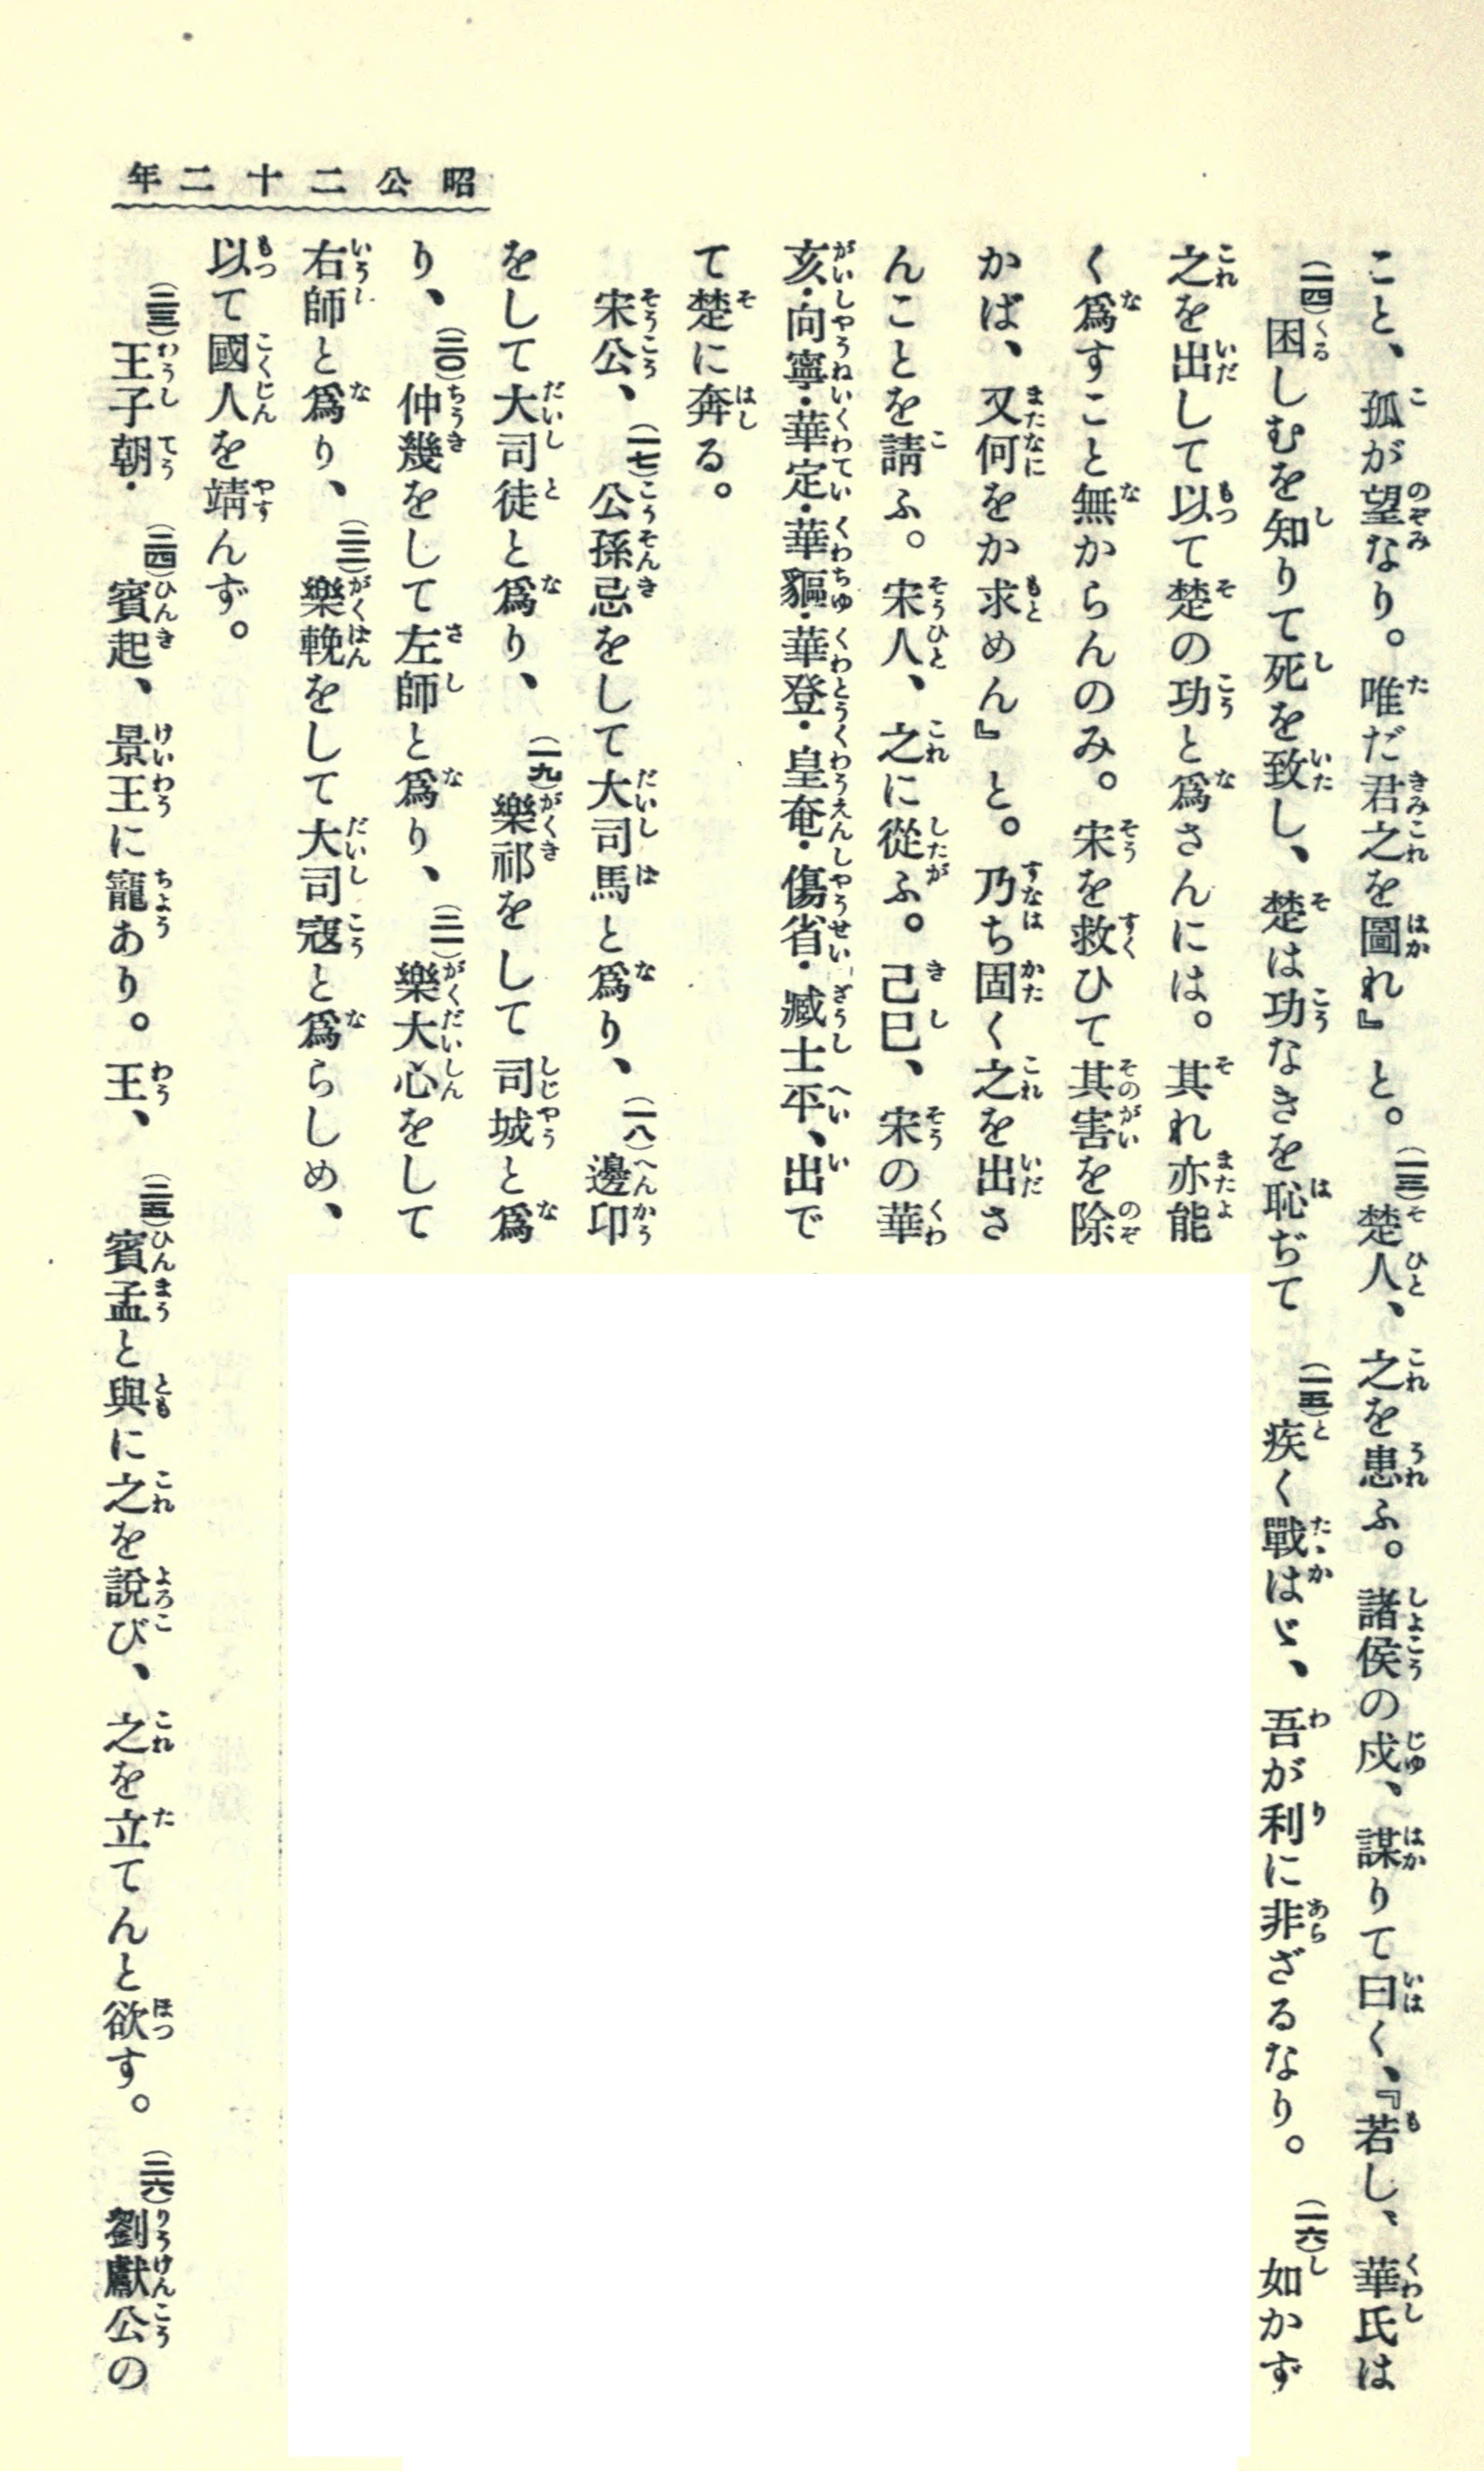 昭公二十二年
こと、孤が望なり。唯だ君之を圖れ』と。(一三)楚人、之を患ふ。諸侯の戍、謀りて曰く、『若し、華氏は
(一四)困しむを知りて死を致し、楚は功なきを恥ぢて(一五)疾く戰はゞ、吾が利に非ざるなり。(一六)如かず
之を出して以て楚の功と爲さんには。其れ亦能
く爲すこと無からんのみ。宋を救ひて其害を除
かば、又何をか求めん』と。乃ち固く之を出さ
んことを請ふ。宋人、之に從ふ。己巳、宋の華
亥・向寧・華定・華貙・華登・皇奄・傷省・臧士平、出で
て楚に奔る。
宋公、(一七)公孫忌をして大司馬と爲り、(一八)邊卬
をして大司徒と爲り、(一九)樂祁をして司城と爲
り、(二〇)仲幾をして左師と爲り、(二一)樂大心をして
右師と爲り、(二二)樂輓をして大司寇と爲らしめ、
以て國人を靖んず。
(二三)王子朝・(二四)賓起、景王に寵あり。王、(二五)賓孟と與に之を說び、之を立てんと欲す。(二六)劉獻公の